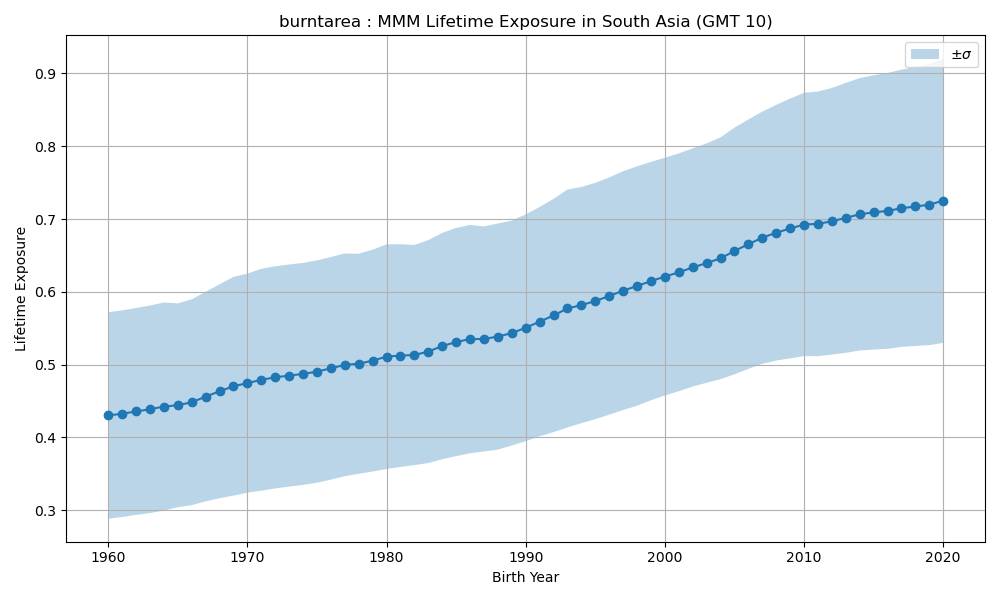 burntarea : MMM Lifetime Exposure in South Asia (GMT 10)
±σ
Lifetime Exposure
0.9
0.8
0.7
0.6
0.5
0.4
0.3
1960 1970 1980 1990 2000 2010 2020
Birth Year